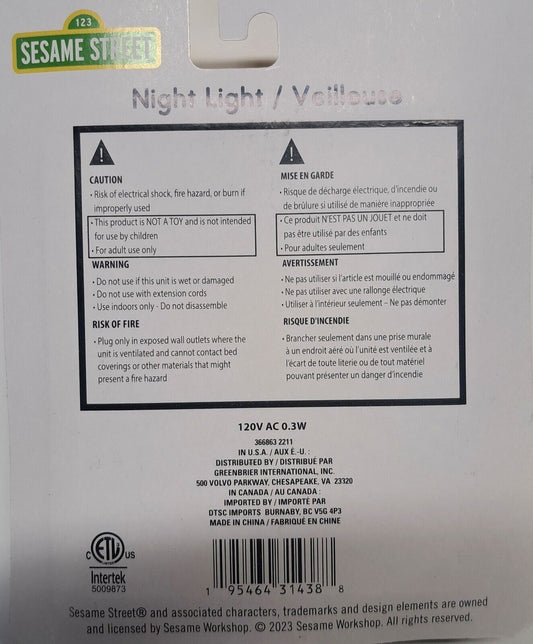 123
SESAME STREET
Night Light / Veilleuse
CAUTION
• Risk of electrical shock, fire hazard, or burn if
improperly used
• This product is NOT A TOY and is not intended
for use by children
• For adult use only
WARNING
• Do not use if this unit is wet or damaged
• Do not use with extension cords
• Use indoors only - Do not disassemble
RISK OF FIRE
• Plug only in exposed wall outlets where the
unit is ventilated and cannot contact bed
coverings or other materials that might
present a fire hazard
MISE EN GARDE
• Risque de décharge électrique, d'incendie ou
de brûlure si utilisé de manière inappropriée
• Ce produit N'EST PAS UN JOUET et ne doit
pas être utilisé par des enfants
• Pour adultes seulement
AVERTISSEMENT
• Ne pas utiliser si l'article est mouillé ou endommagé
• Ne pas utiliser avec une rallonge électrique
• Utiliser à l'intérieur seulement – Ne pas démonter
RISQUE D'INCENDIE
• Brancher seulement dans une prise murale
à un endroit aéré où l'unité est ventilée et à
l'écart de toute literie ou de tout matériel
pouvant présenter un danger d'incendie
120V AC 0.3W
366863 2211
IN U.S.A. / AUX É.-U. :
DISTRIBUTED BY / DISTRIBUÉ PAR
GREENBRIER INTERNATIONAL, INC.
500 VOLVO PARKWAY, CHESAPEAKE, VA 23320
IN CANADA / AU CANADA :
IMPORTED BY / IMPORTÉ PAR
DTSC IMPORTS BURNABY, BC V5G 4P3
MADE IN CHINA / FABRIQUÉ EN CHINE
C ETL US
Intertek
5009873
1 95464 31438 8
Sesame Street® and associated characters, trademarks and design elements are owned
and licensed by Sesame Workshop. © 2023 Sesame Workshop. All rights reserved.